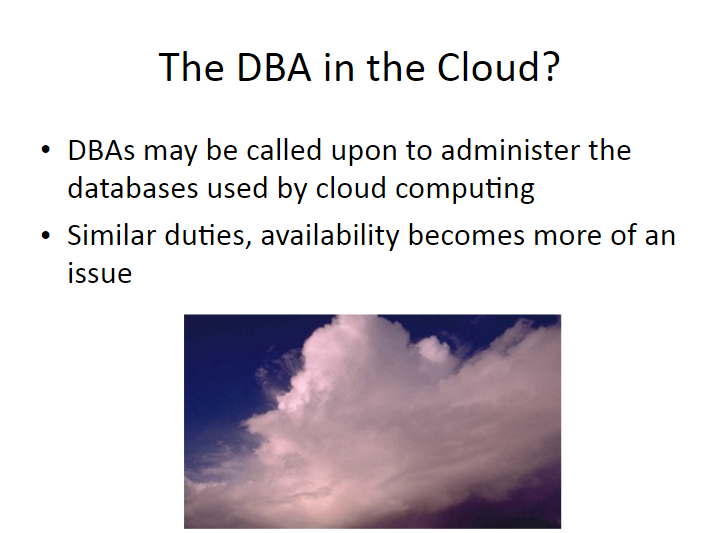 The DBA in the Cloud?
• DBAs may be called upon to administer the
databases used by cloud computing
• Similar duties, availability becomes more of an
issue